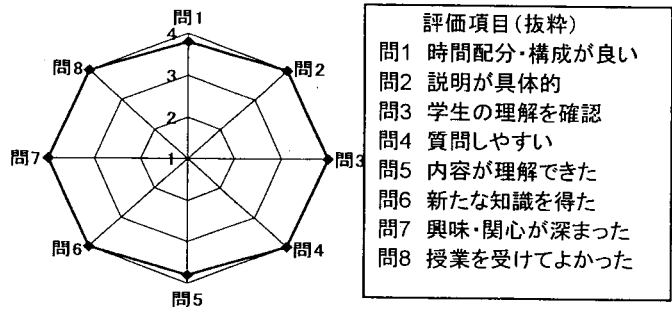 問1
4
問8
問2
3
2
問7
1
問3
問6
問4
問5
評価項目(抜粋)
問1 時間配分・構成が良い
問2 説明が具体的
問3 学生の理解を確認
問4 質問しやすい
問5 内容が理解できた
問6 新たな知識を得た
問7 興味・関心が深まった
問8 授業を受けてよかった